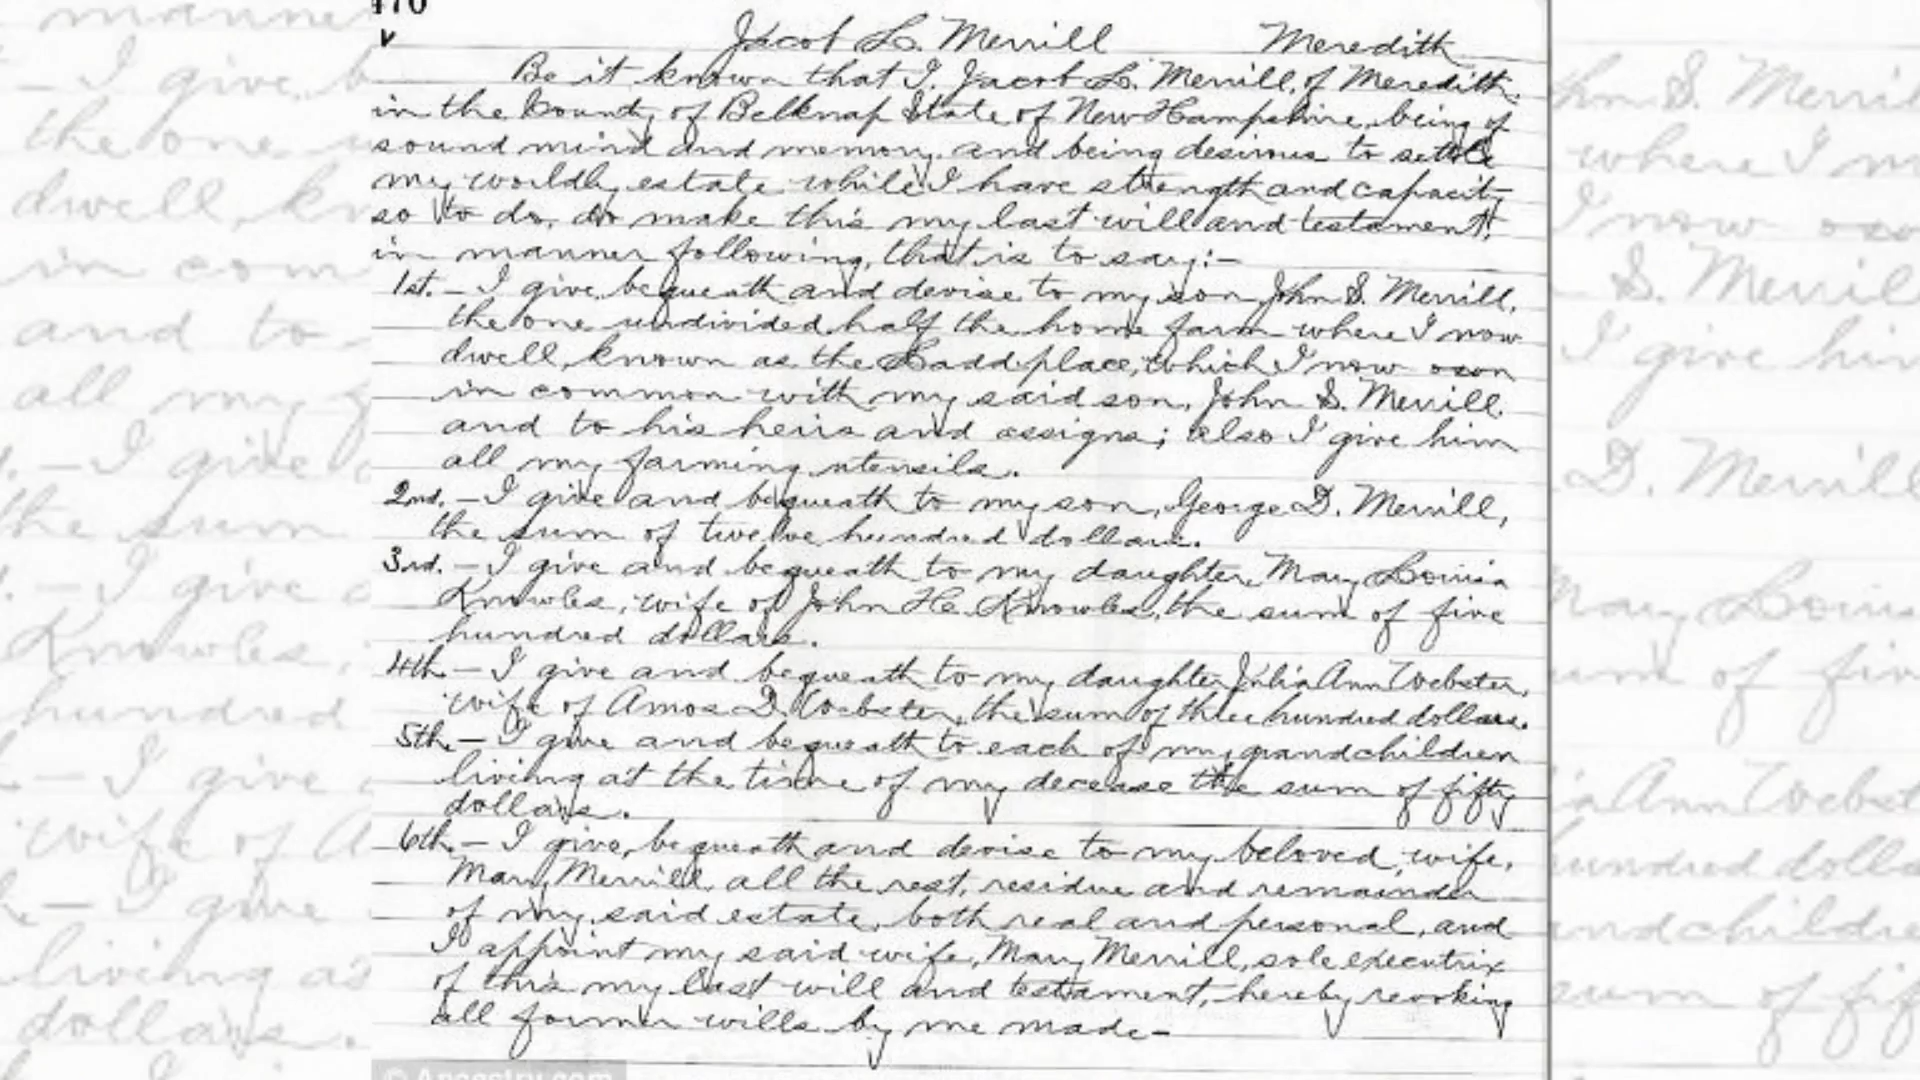 470
Jacob L. Merrill Meredith
Be it known that I, Jacob L. Merrill, of Meredith,
in the County of Belknap State of New Hampshire, being of
sound mind and memory, and being desirous to settle
my worldly estate while I have strength and capacity
so to do, do make this my last will and testament,
in manner following, that is to say:-
1st. - I give, bequeath and devise to my son, John S. Merrill,
the one undivided half the home farm where I now
dwell, known as the Ladd place, which I now own
in common with my said son, John S. Merrill
and to his heirs and assigns; also I give him
all my farming utensils.
2nd. - I give and bequeath to my son, George D. Merrill,
the sum of twelve hundred dollars.
3rd. - I give and bequeath to my daughter, Mary Louisa
Knowles, wife of John H. Knowles, the sum of five
hundred dollars.
4th. - I give and bequeath to my daughter Julia Ann Webster,
wife of Amos D. Webster, the sum of three hundred dollars.
5th. - I give and bequeath to each of my grandchildren
living at the time of my decease the sum of fifty
dollars.
6th. - I give, bequeath and devise to my beloved wife,
Mary Merrill, all the rest, residue and remainder
of my said estate, both real and personal, and
I appoint my said wife, Mary Merrill, sole executrix
of this my last will and testament, hereby revoking
all former wills by me made-
© Ancestry.com